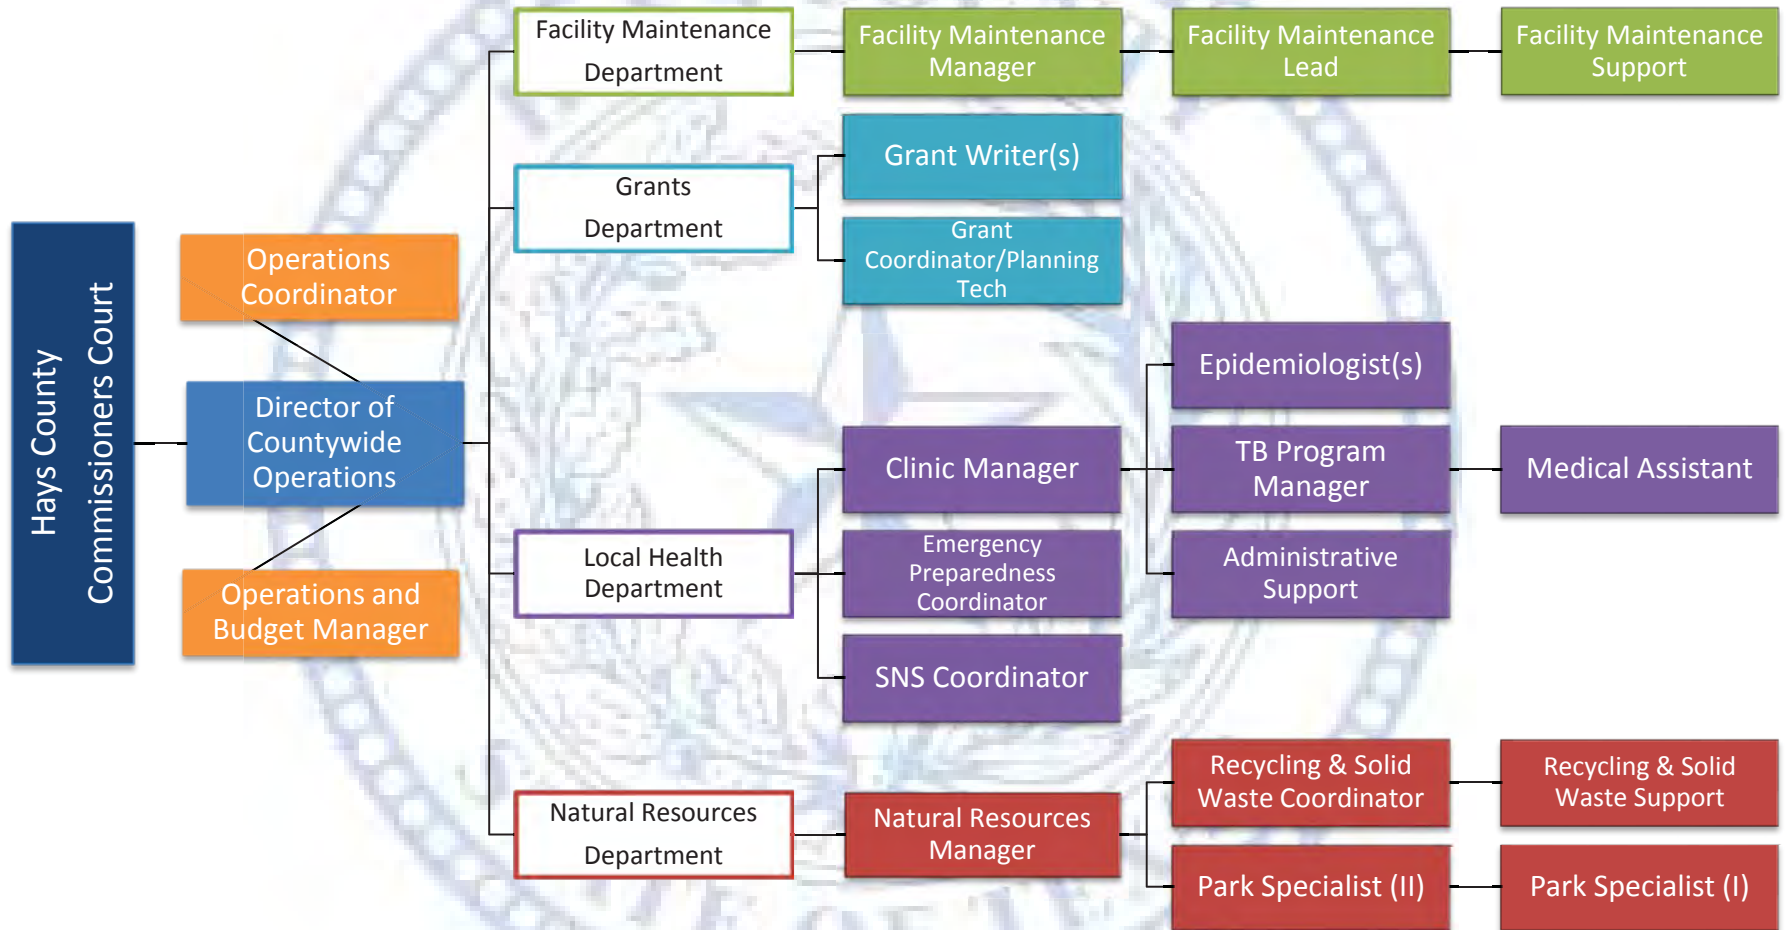 Hays County
Commissioners Court
Operations
Coordinator
Director of
Countywide
Operations
Operations and
Budget Manager
Facility Maintenance
Department
Facility Maintenance
Manager
Facility Maintenance
Lead
Facility Maintenance
Support
Grants
Department
Grant Writer(s)
Grant
Coordinator/Planning
Tech
Local Health
Department
Clinic Manager
Epidemiologist(s)
TB Program
Manager
Medical Assistant
Administrative
Support
Emergency
Preparedness
Coordinator
SNS Coordinator
Natural Resources
Department
Natural Resources
Manager
Recycling & Solid
Waste Coordinator
Recycling & Solid
Waste Support
Park Specialist (II)
Park Specialist (I)